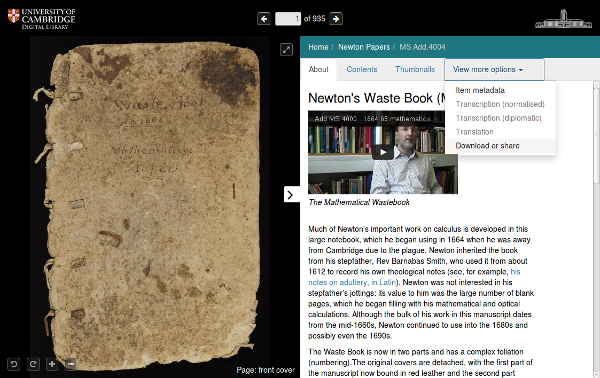 UNIVERSITY OF
CAMBRIDGE
DIGITAL LIBRARY
1 of 935
Home / Newton Papers / MS Add.4004
About Contents Thumbnails View more options
Item metadata
Transcription (normalised)
Transcription (diplomatic)
Translation
Download or share
Newton's Waste Book (M
Add MS 4000 1664 65 mathematical
The Mathematical Wastebook
Much of Newton's important work on calculus is developed in this
large notebook, which he began using in 1664 when he was away
from Cambridge due to the plague. Newton inherited the book
from his stepfather, Rev Barnabas Smith, who used it from about
1612 to record his own theological notes (see, for example, his
notes on adultery, in Latin). Newton was not interested in his
stepfather's jottings: its value to him was the large number of blank
pages, which he began filling with his mathematical and optical
calculations. Although the bulk of his work in this manuscript dates
from the mid-1660s, Newton continued to use into the 1680s and
possibly even the 1690s.
The Waste Book is now in two parts and has a complex foliation
(numbering).The original covers are detached, with the first part of
the manuscript now bound in red leather and the second part
Waste Book
Mathematical
Papers
Page: front cover